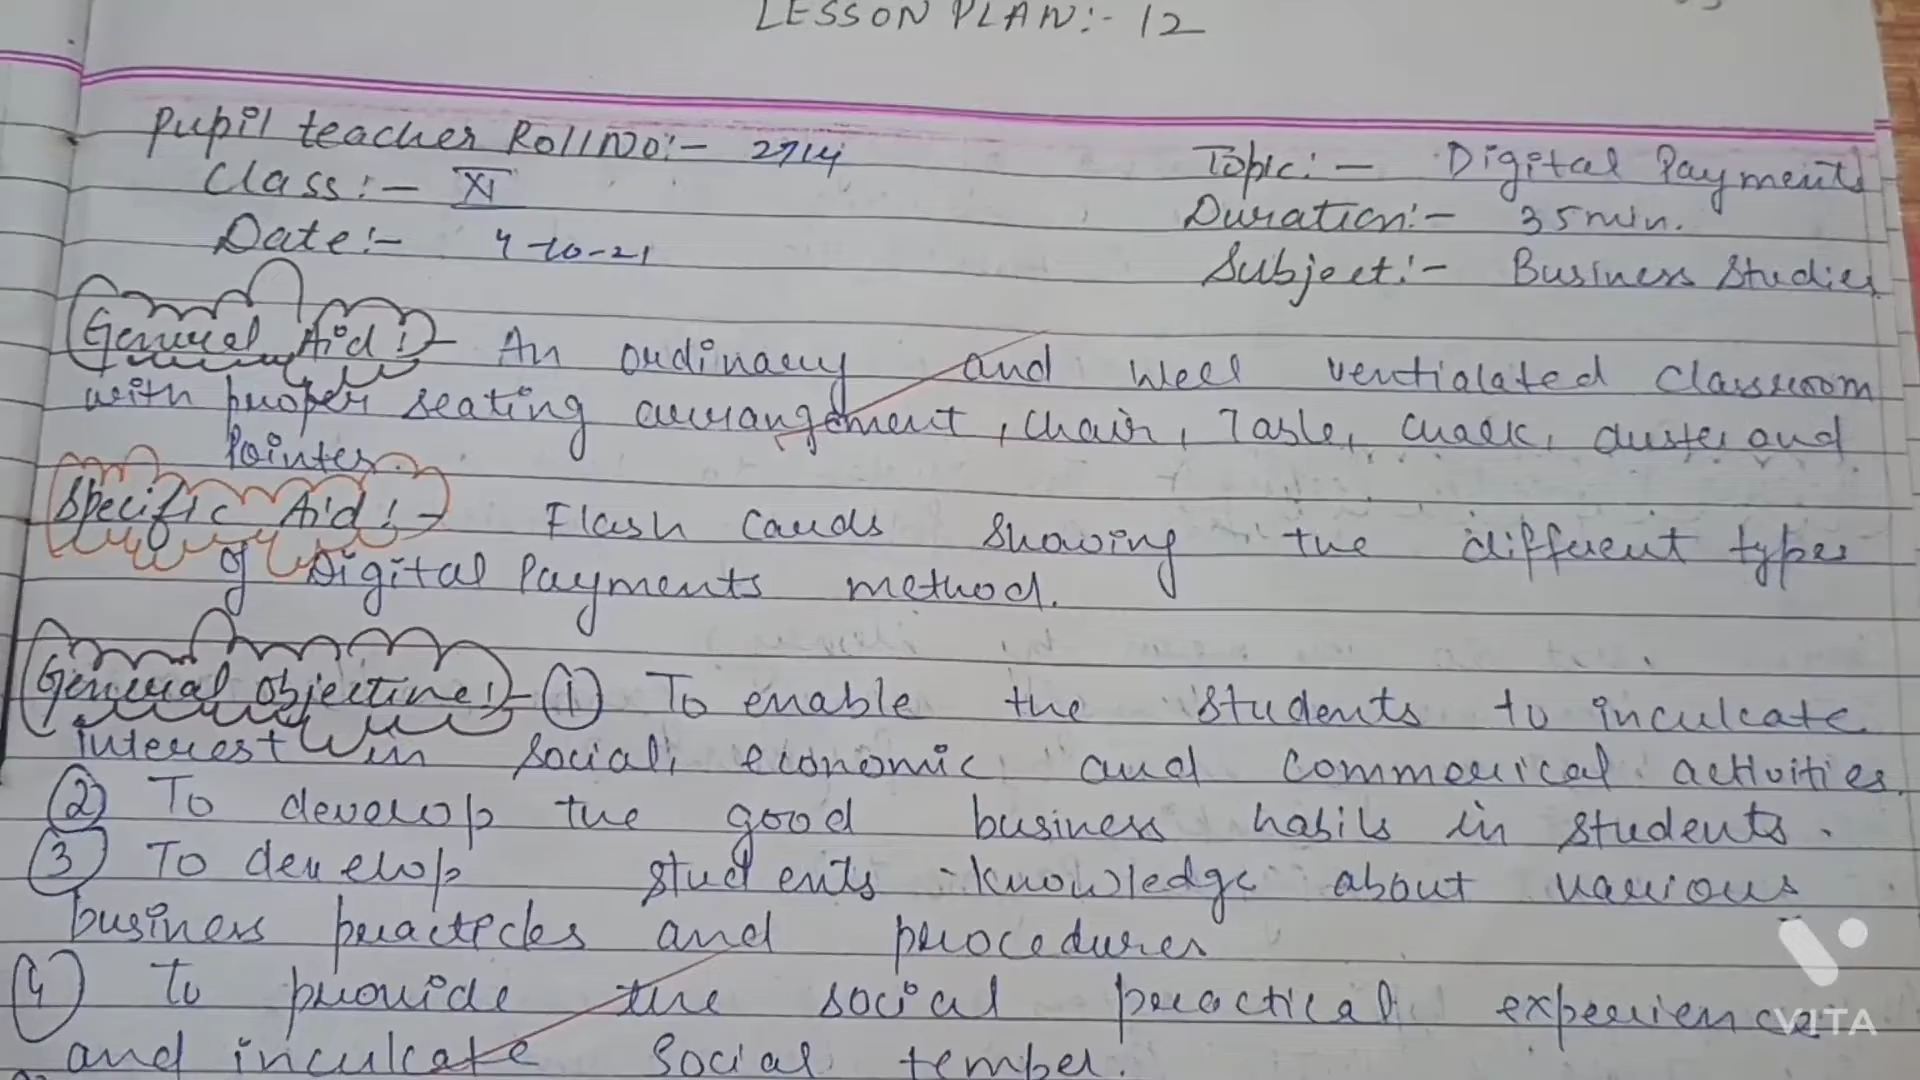 LESSON PLAN:- 12
Pupil teacher Roll No:- 2714
Topic:- Digital Payments
Class:- XI
Duration:- 35 min.
Date:- 4-10-21
Subject:- Business Studies
General Aid:- An ordinary and well ventialated classroom
with proper seating arrangement, chair, Table, chalk, duster and
Pointer.
Specific Aid:- Flash cards showing the different types
of Digital Payments method.
General objective:- (1) To enable the students to inculcate
interest in social, economic and commerical activities.
(2) To develop the good business habits in students.
(3) To develop students knowledge about various
business practices and procedures
(4) To provide the social practical experience
and inculcate social temper.
VITA